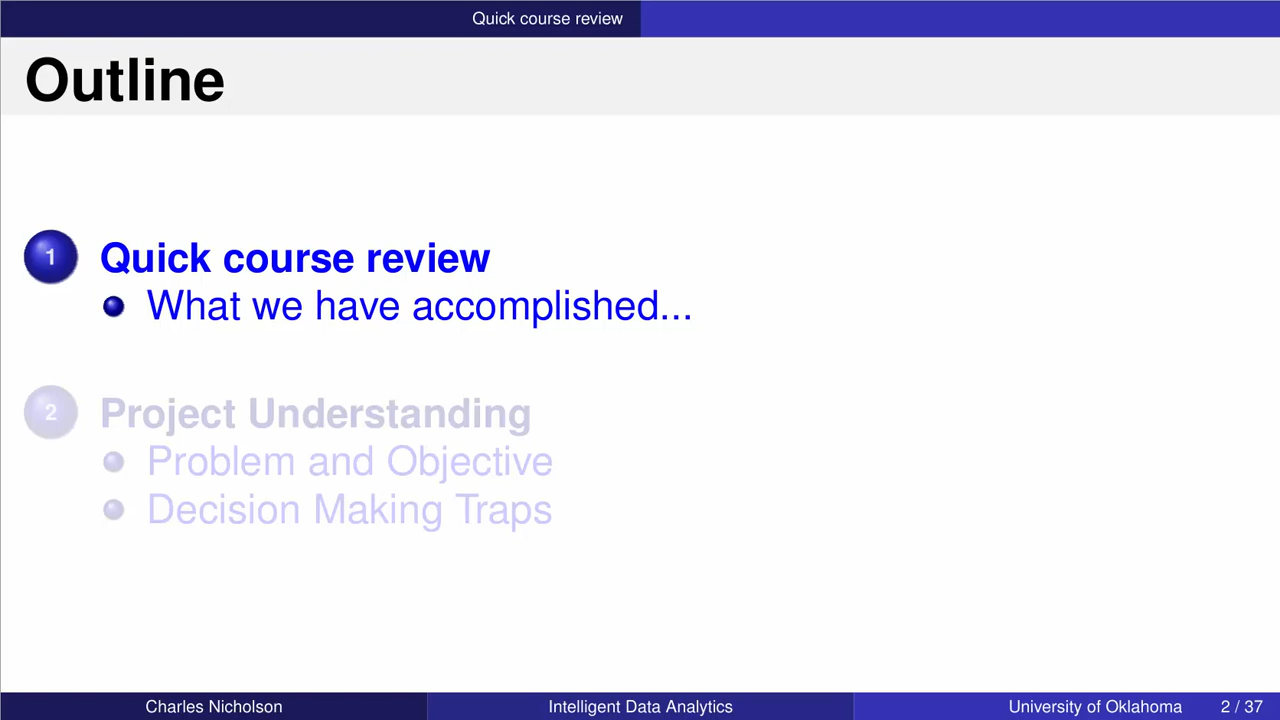 Quick course review
Outline
1 Quick course review
What we have accomplished...
2 Project Understanding
Problem and Objective
Decision Making Traps
Charles Nicholson Intelligent Data Analytics University of Oklahoma 2 / 37